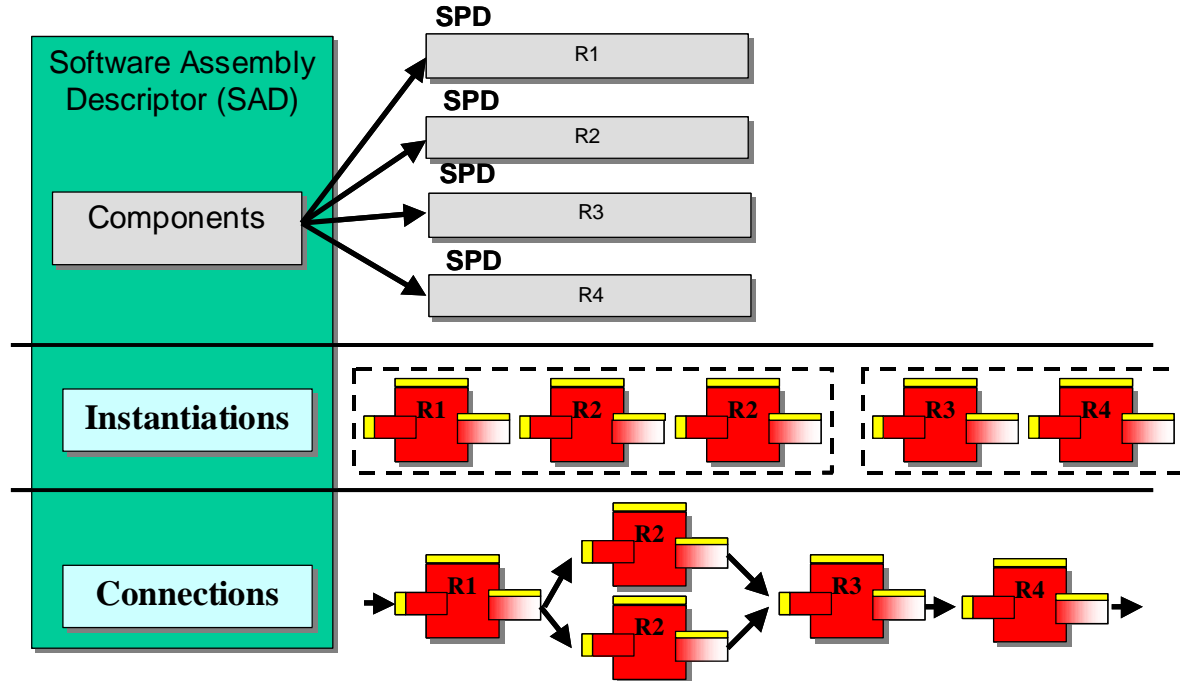 SPD
R1
Software Assembly
Descriptor (SAD)
SPD
R2
SPD
R3
Components
SPD
R4
Instantiations
R1
R2
R2
R3
R4
Connections
R1
R2
R2
R3
R4